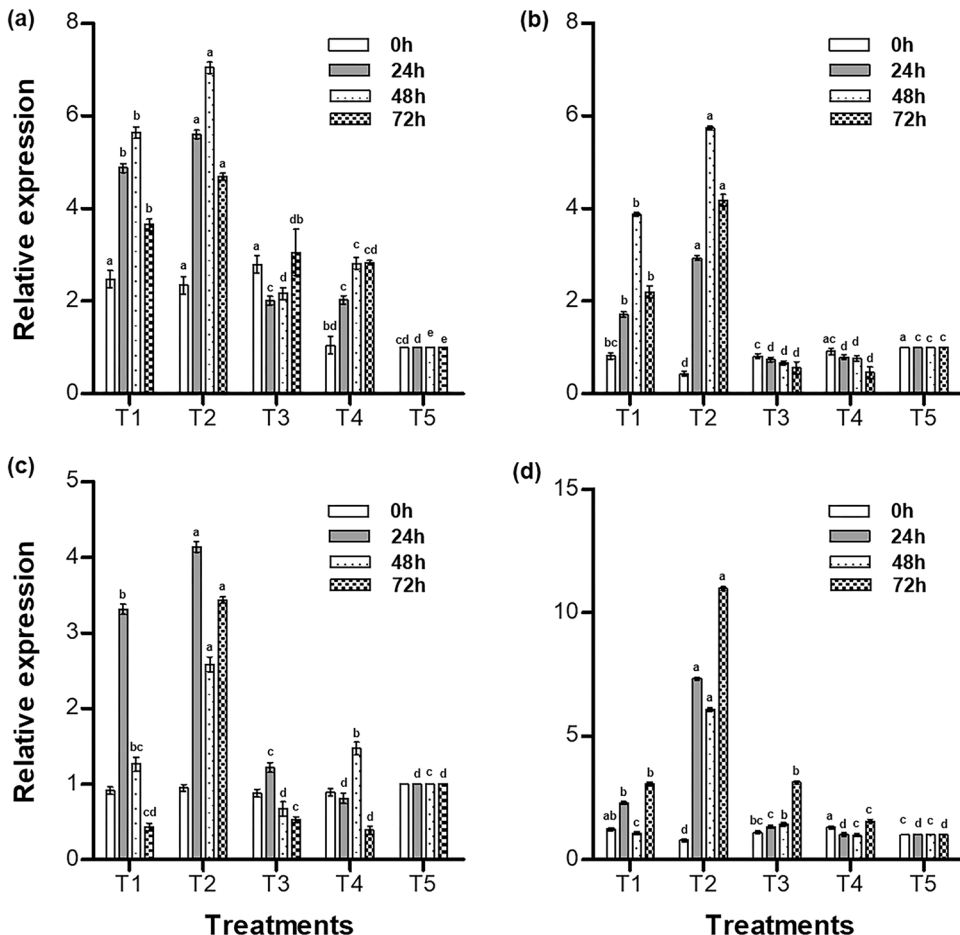 (a)
Relative expression
8
6
4
2
0
0h
24h
48h
72h
a b b b
a a a a
a c d db
bd c c cd
cd d e e
T1 T2 T3 T4 T5
(b)
8
6
4
2
0
0h
24h
48h
72h
bc b b b
d a a a
c d d d
ac d d d
a c c c
T1 T2 T3 T4 T5
(c)
Relative expression
5
4
3
2
1
0
0h
24h
48h
72h
b bc cd
a a a
c d c
d b d
d c d
T1 T2 T3 T4 T5
Treatments
(d)
15
10
5
0
0h
24h
48h
72h
ab b c b
d a a a
bc c b b
a d c c
c d c d
T1 T2 T3 T4 T5
Treatments